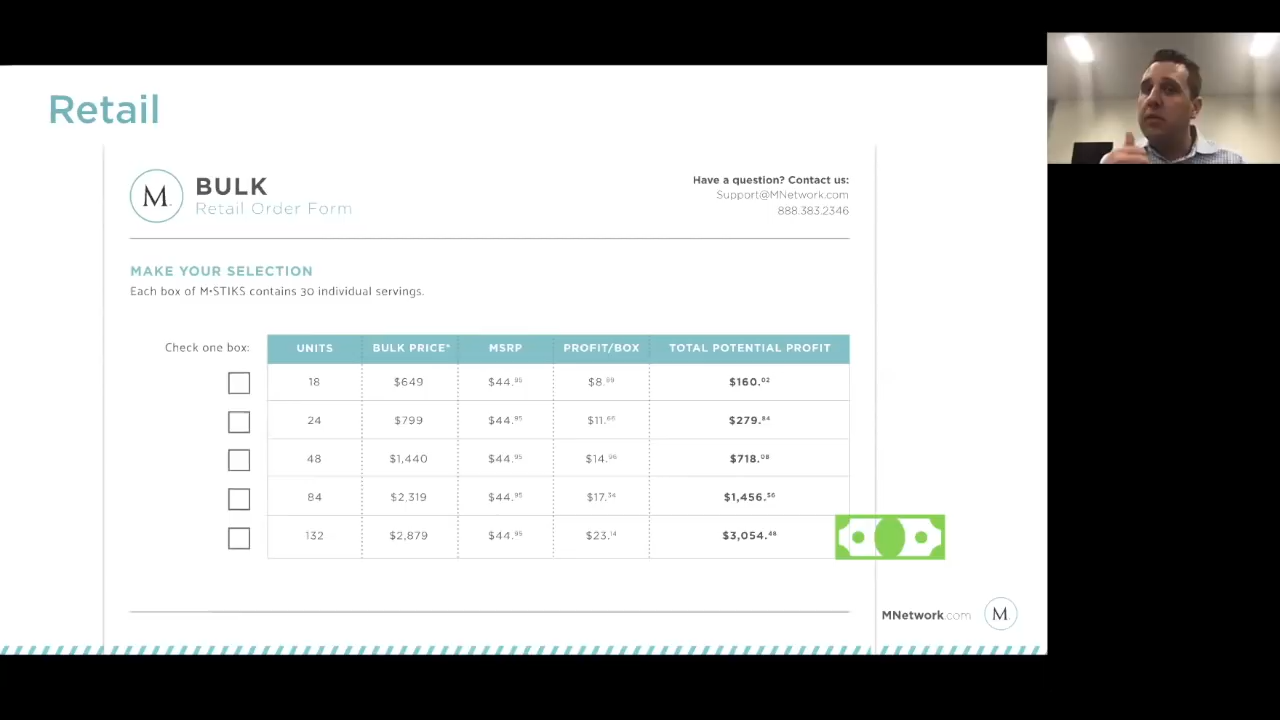 Retail
M.
BULK
Retail Order Form
Have a question? Contact us:
Support@MNetwork.com
888.383.2346
MAKE YOUR SELECTION
Each box of M•STIKS contains 30 individual servings.
Check one box:
UNITS BULK PRICE* MSRP PROFIT/BOX TOTAL POTENTIAL PROFIT
18 $649 $44.95 $8.89 $160.02
24 $799 $44.95 $11.66 $279.84
48 $1,440 $44.95 $14.96 $718.08
84 $2,319 $44.95 $17.34 $1,456.56
132 $2,879 $44.95 $23.14 $3,054.48
MNetwork.com M.